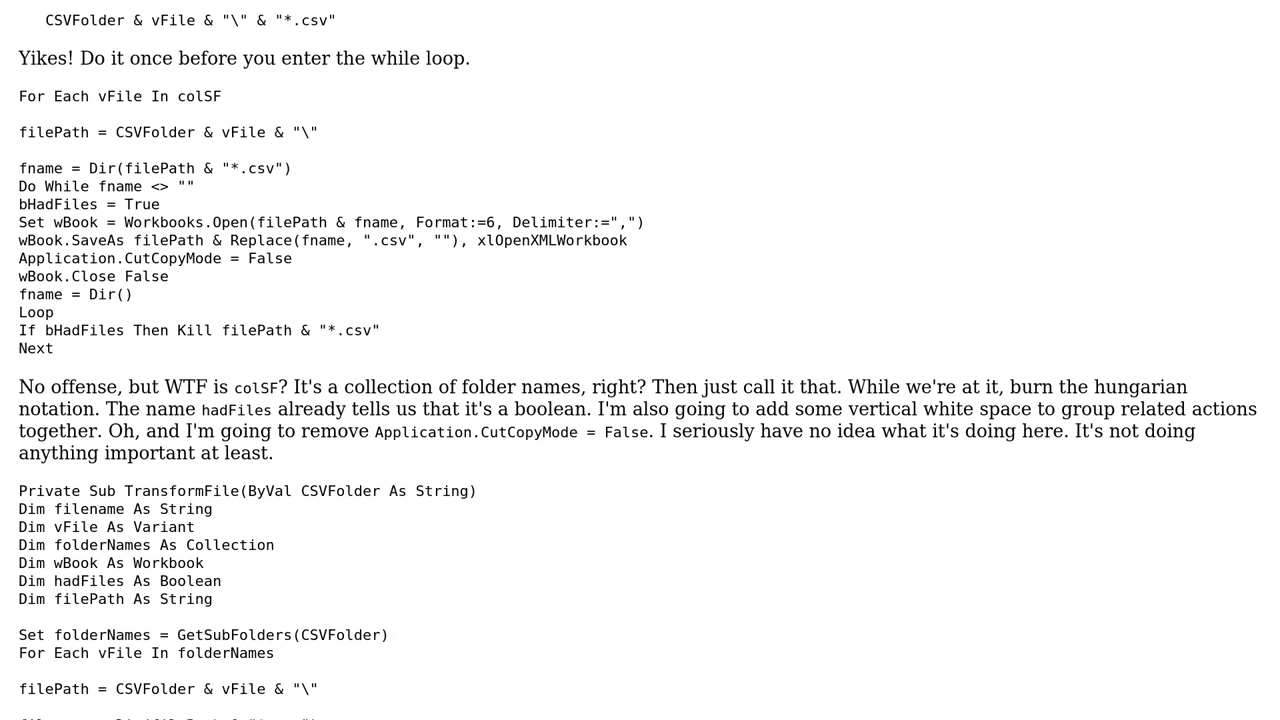 CSVFolder & vFile & "\" & "*.csv"
Yikes! Do it once before you enter the while loop.
For Each vFile In colSF
filePath = CSVFolder & vFile & "\"
fname = Dir(filePath & "*.csv")
Do While fname <> ""
bHadFiles = True
Set wBook = Workbooks.Open(filePath & fname, Format:=6, Delimiter:=",")
wBook.SaveAs filePath & Replace(fname, ".csv", ""), xlOpenXMLWorkbook
Application.CutCopyMode = False
wBook.Close False
fname = Dir()
Loop
If bHadFiles Then Kill filePath & "*.csv"
Next
No offense, but WTF is colSF? It's a collection of folder names, right? Then just call it that. While we're at it, burn the hungarian
notation. The name hadFiles already tells us that it's a boolean. I'm also going to add some vertical white space to group related actions
together. Oh, and I'm going to remove Application.CutCopyMode = False. I seriously have no idea what it's doing here. It's not doing
anything important at least.
Private Sub TransformFile(ByVal CSVFolder As String)
Dim filename As String
Dim vFile As Variant
Dim folderNames As Collection
Dim wBook As Workbook
Dim hadFiles As Boolean
Dim filePath As String
Set folderNames = GetSubFolders(CSVFolder)
For Each vFile In folderNames
filePath = CSVFolder & vFile & "\"